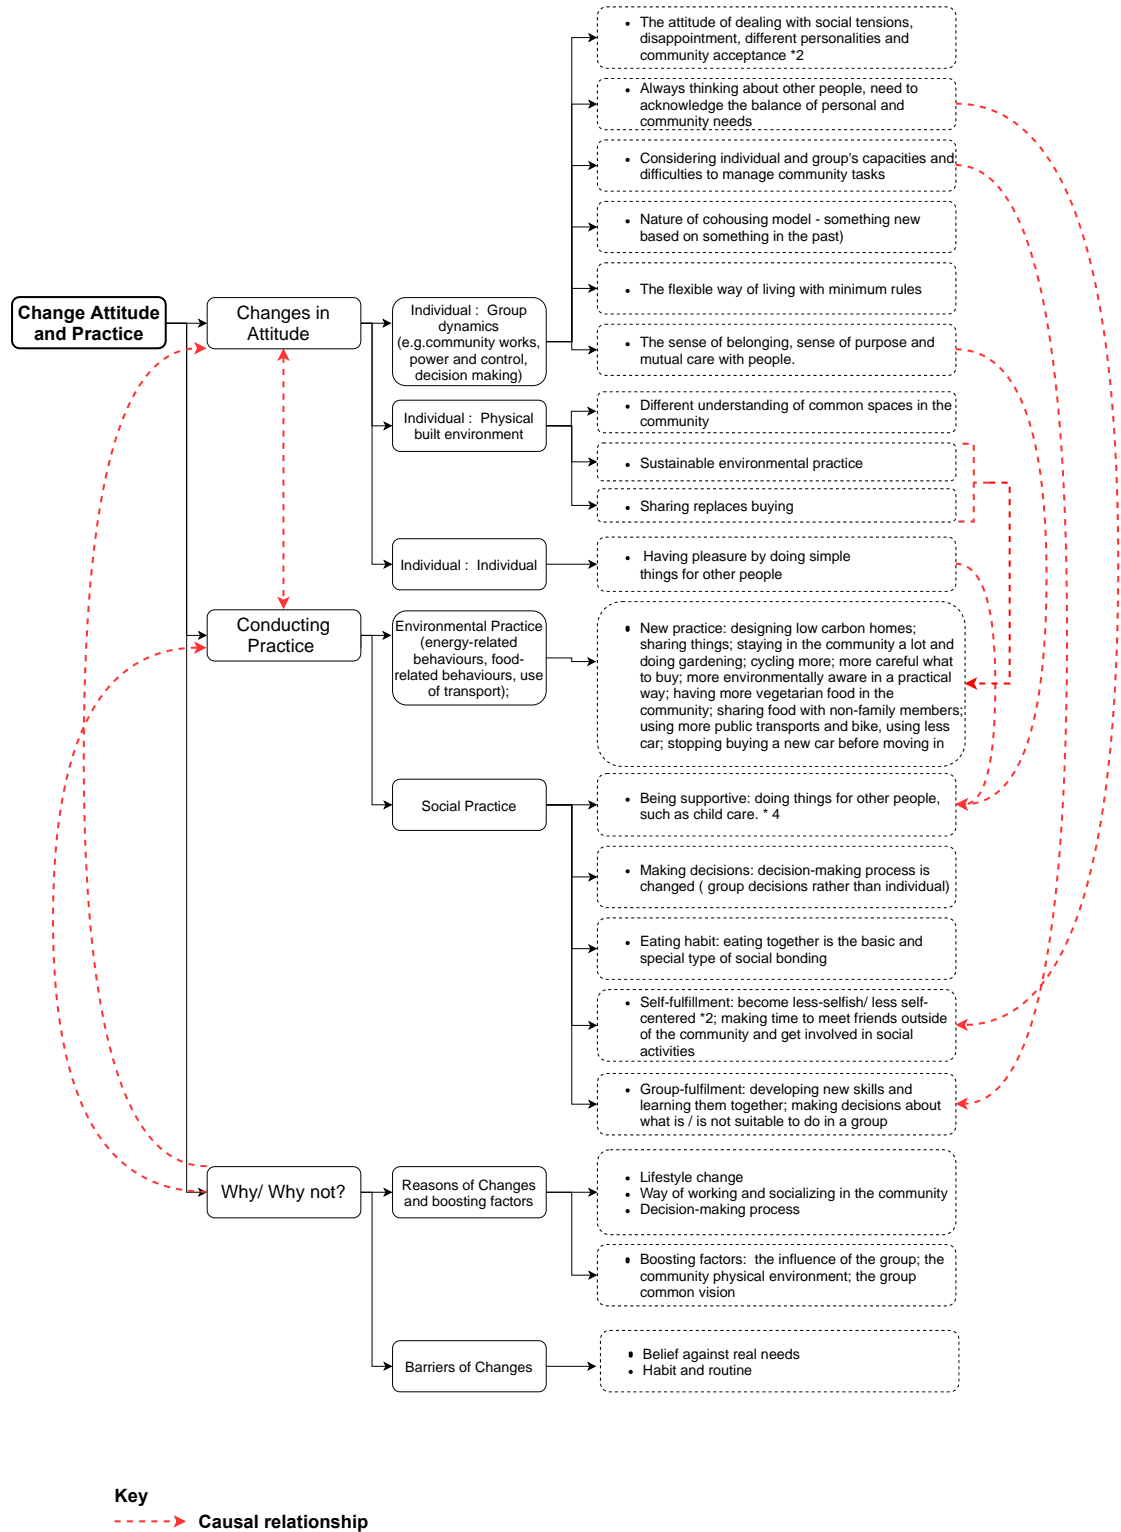 Change Attitude
and Practice
Changes in
Attitude
Individual :  Group
dynamics
(e.g.community works,
power and control,
decision making)
• The attitude of dealing with social tensions,
disappointment, different personalities and
community acceptance *2
• Always thinking about other people, need to
acknowledge the balance of personal and
community needs
• Considering individual and group's capacities and
difficulties to manage community tasks
• Nature of cohousing model - something new
based on something in the past)
• The flexible way of living with minimum rules
• The sense of belonging, sense of purpose and
mutual care with people.
Individual :  Physical
built environment
• Different understanding of common spaces in the
community
• Sustainable environmental practice
• Sharing replaces buying
Individual :  Individual
• Having pleasure by doing simple
things for other people
Conducting
Practice
Environmental Practice
(energy-related
behaviours, food-
related behaviours, use
of transport);
• New practice: designing low carbon homes;
sharing things; staying in the community a lot and
doing gardening; cycling more; more careful what
to buy; more environmentally aware in a practical
way; having more vegetarian food in the
community; sharing food with non-family members;
using more public transports and bike, using less
car; stopping buying a new car before moving in
Social Practice
• Being supportive: doing things for other people,
such as child care. * 4
• Making decisions: decision-making process is
changed ( group decisions rather than individual)
• Eating habit: eating together is the basic and
special type of social bonding
• Self-fulfillment: become less-selfish/ less self-
centered *2; making time to meet friends outside
of the community and get involved in social
activities
• Group-fulfilment: developing new skills and
learning them together; making decisions about
what is / is not suitable to do in a group
Why/ Why not?
Reasons of Changes
and boosting factors
• Lifestyle change
• Way of working and socializing in the community
• Decision-making process
• Boosting factors:  the influence of the group; the
community physical environment; the group
common vision
Barriers of Changes
• Belief against real needs
• Habit and routine
Key
Causal relationship